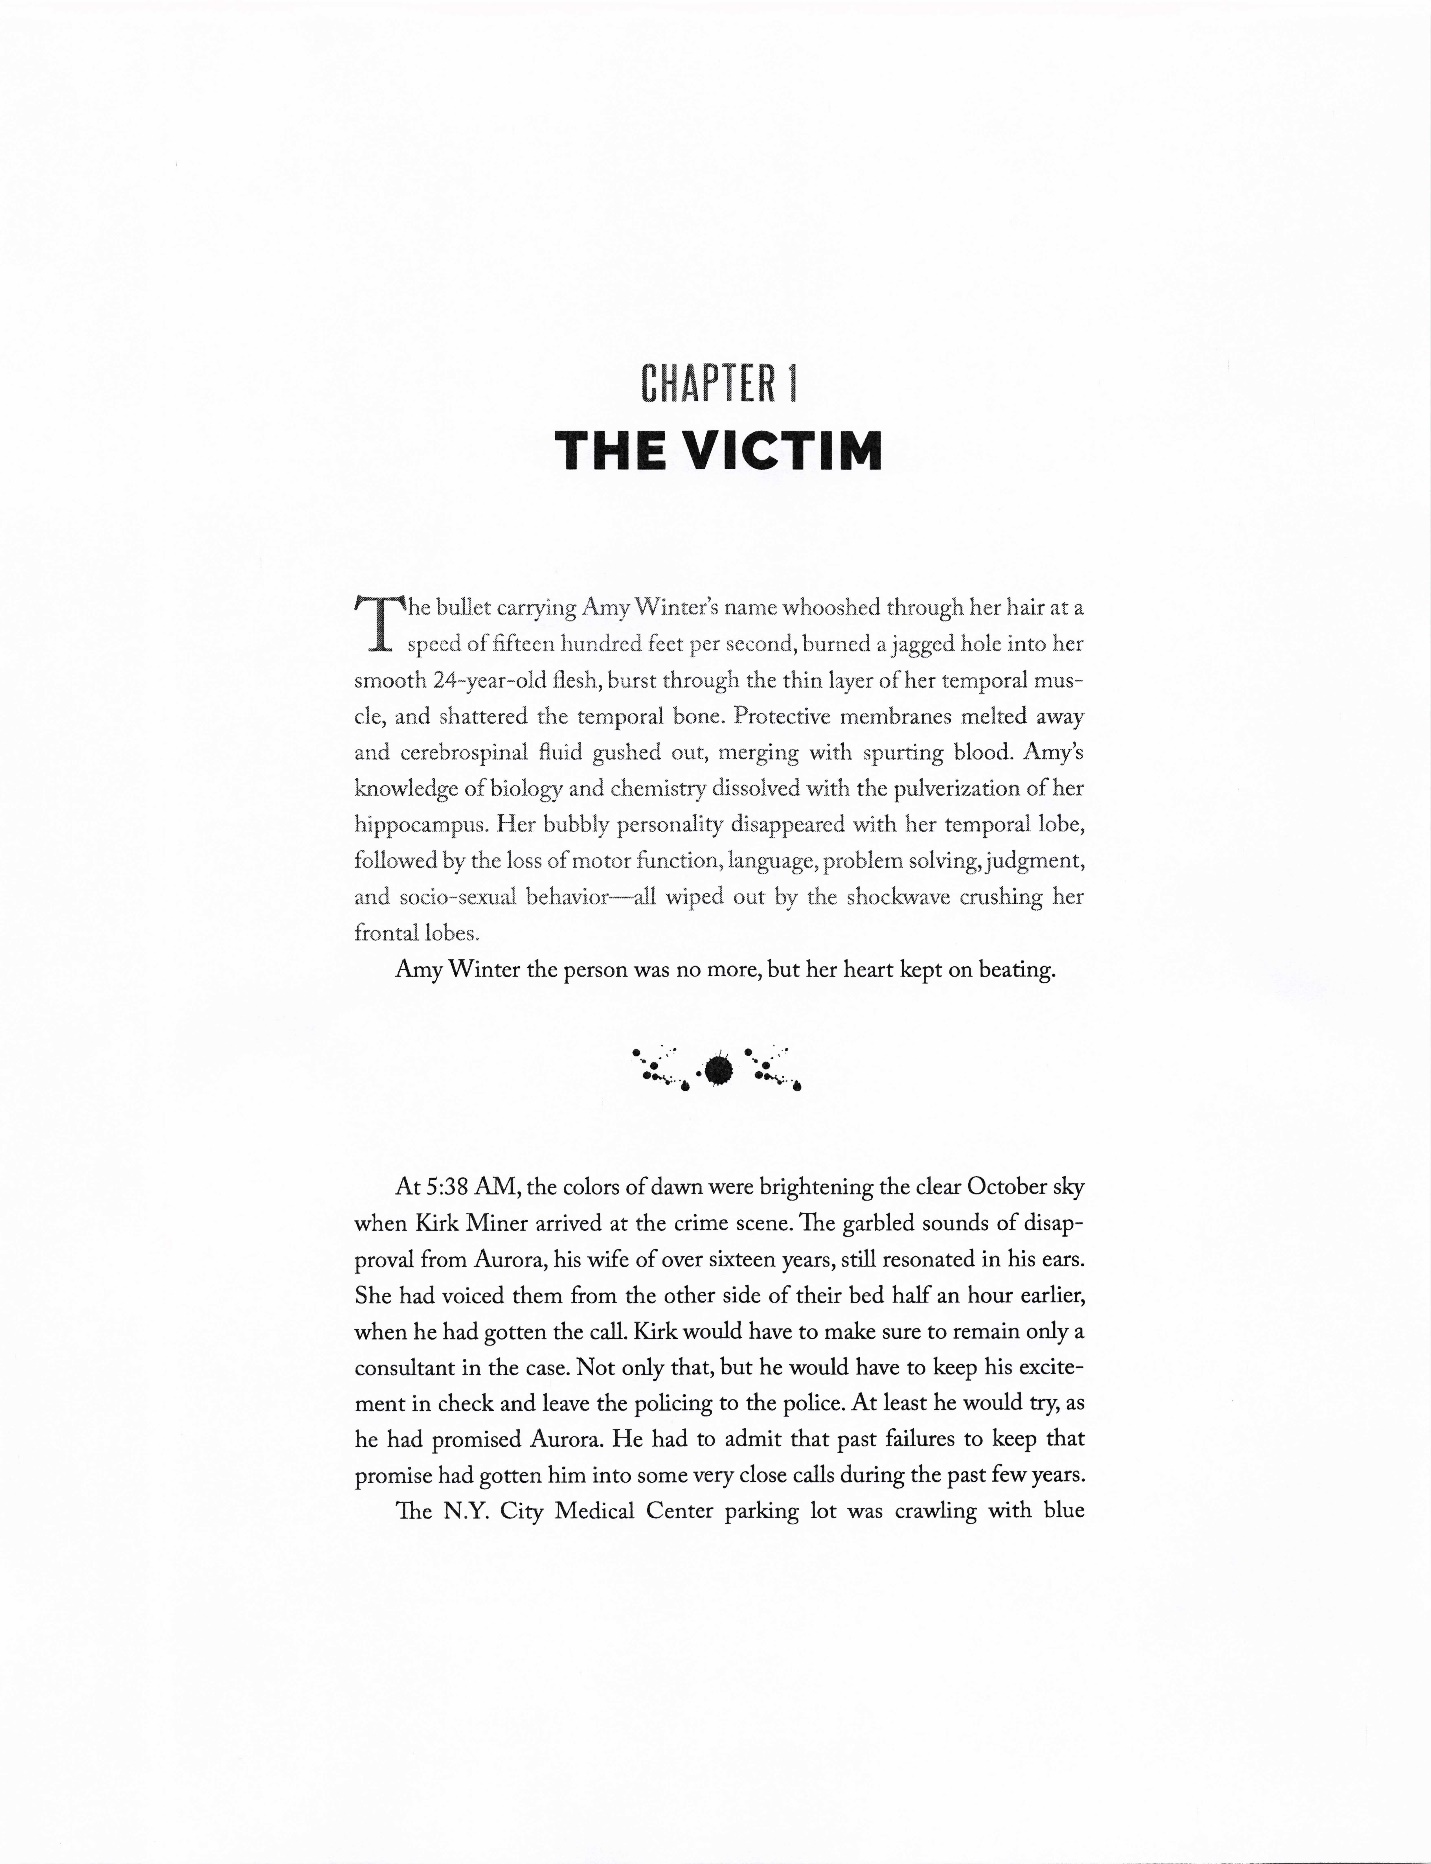 CHAPTER 1
THE VICTIM
The bullet carrying Amy Winter's name whooshed through her hair at a
speed of fifteen hundred feet per second, burned a jagged hole into her
smooth 24-year-old flesh, burst through the thin layer of her temporal mus-
cle, and shattered the temporal bone. Protective membranes melted away
and cerebrospinal fluid gushed out, merging with spurting blood. Amy's
knowledge of biology and chemistry dissolved with the pulverization of her
hippocampus. Her bubbly personality disappeared with her temporal lobe,
followed by the loss of motor function, language, problem solving, judgment,
and socio-sexual behavior—all wiped out by the shockwave crushing her
frontal lobes.
Amy Winter the person was no more, but her heart kept on beating.
At 5:38 AM, the colors of dawn were brightening the clear October sky
when Kirk Miner arrived at the crime scene. The garbled sounds of disap-
proval from Aurora, his wife of over sixteen years, still resonated in his ears.
She had voiced them from the other side of their bed half an hour earlier,
when he had gotten the call. Kirk would have to make sure to remain only a
consultant in the case. Not only that, but he would have to keep his excite-
ment in check and leave the policing to the police. At least he would try, as
he had promised Aurora. He had to admit that past failures to keep that
promise had gotten him into some very close calls during the past few years.
The N.Y. City Medical Center parking lot was crawling with blue